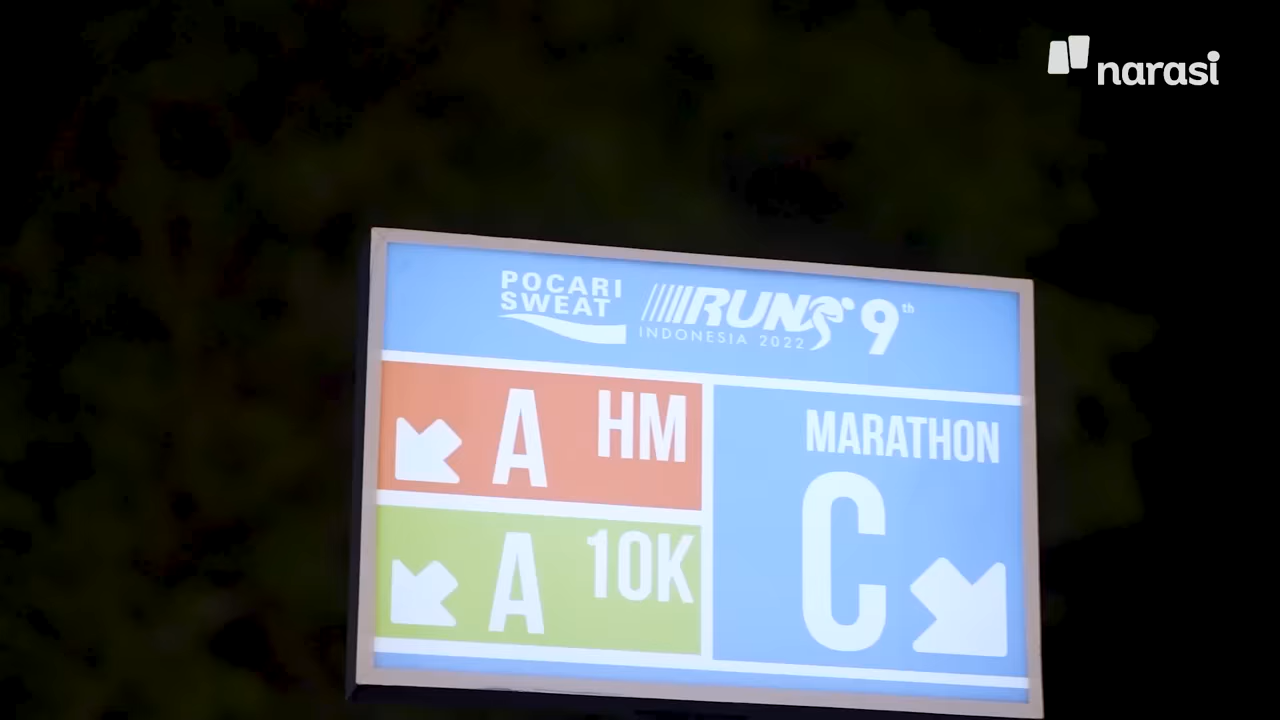 narasi
POCARI
SWEAT
RUN 9th
INDONESIA 2022
A HM
A 10K
MARATHON
C